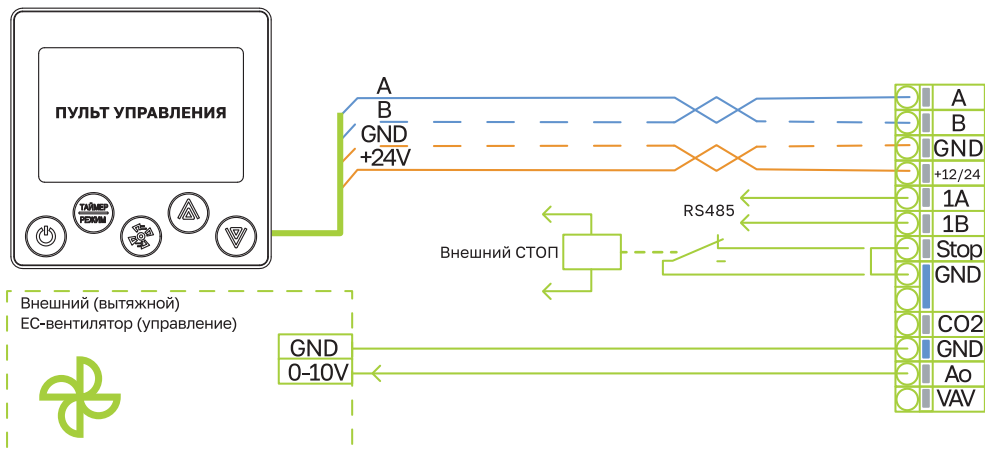 ПУЛЬТ УПРАВЛЕНИЯ
ТАЙМЕР
РЕЖИМ
A
B
GND
+24V
RS485
Внешний СТОП
A
B
GND
+12/24
1A
1B
Stop
GND
CO2
GND
Ao
VAV
Внешний (вытяжной)
EC-вентилятор (управление)
GND
0-10V